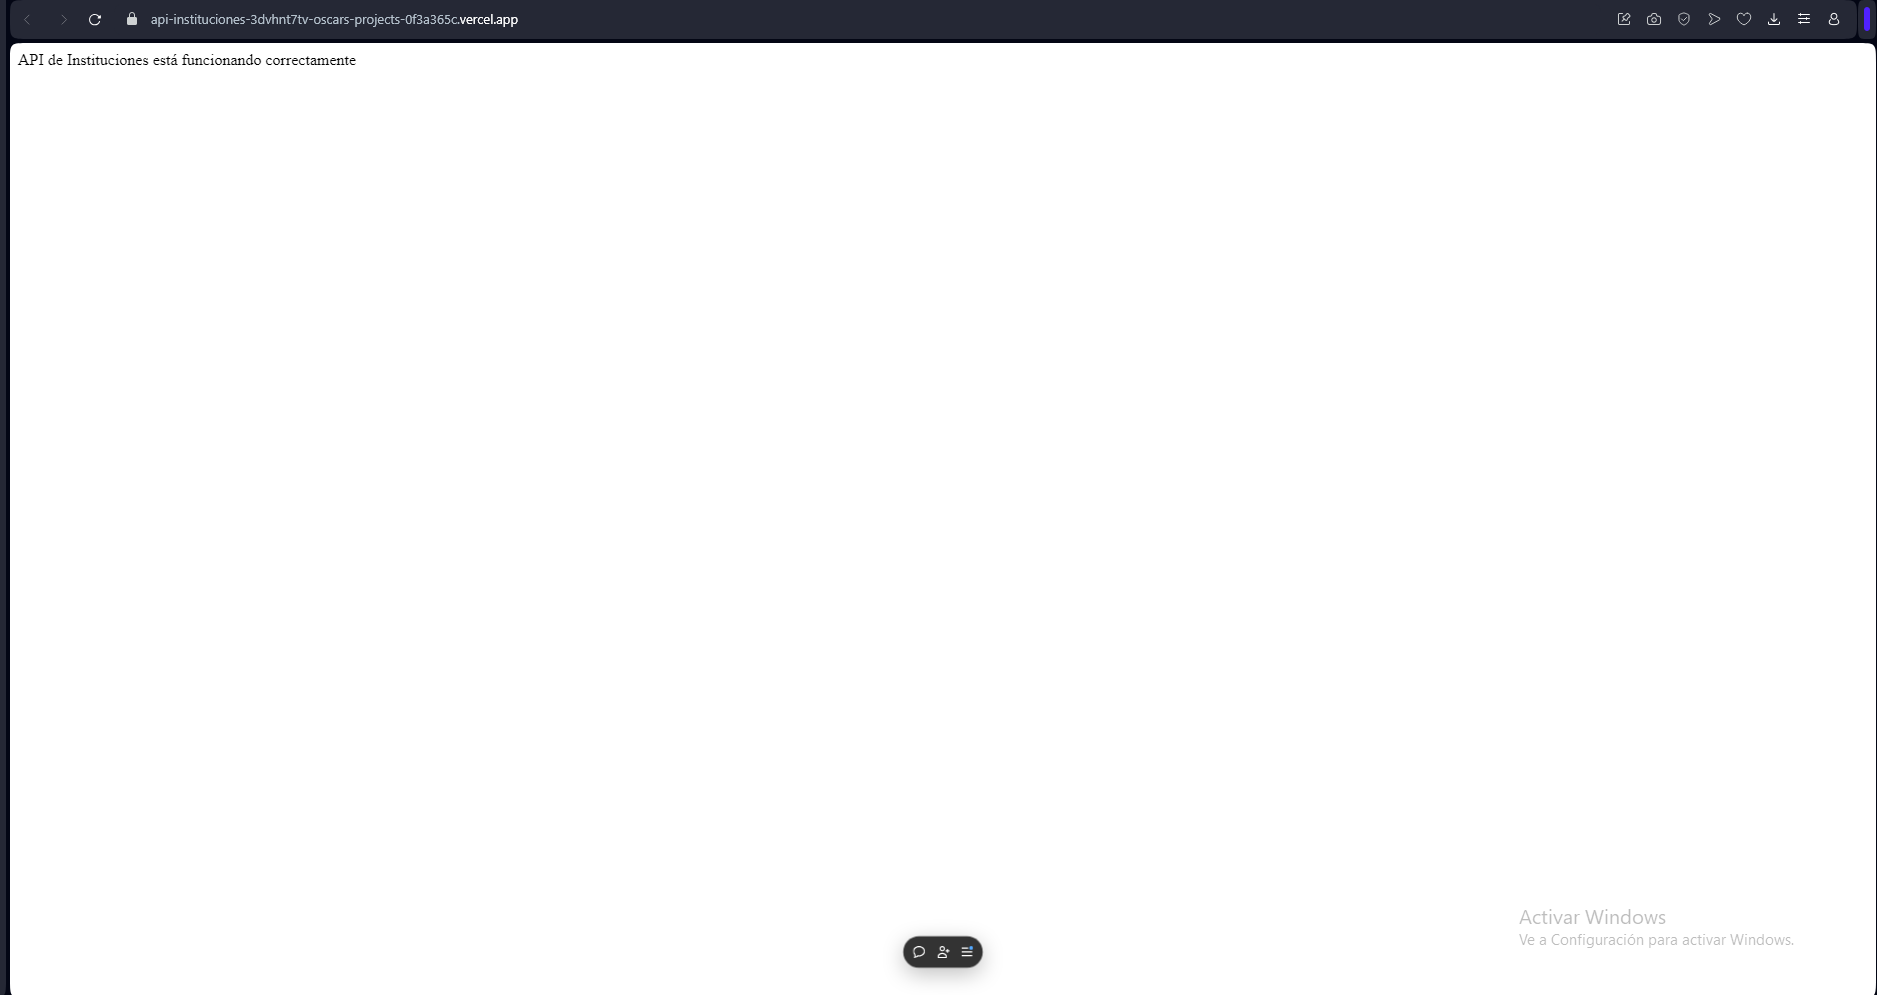 api-instituciones-3dvhnt7tv-oscars-projects-0f3a365c.vercel.app
API de Instituciones está funcionando correctamente
Activar Windows
Ve a Configuración para activar Windows.